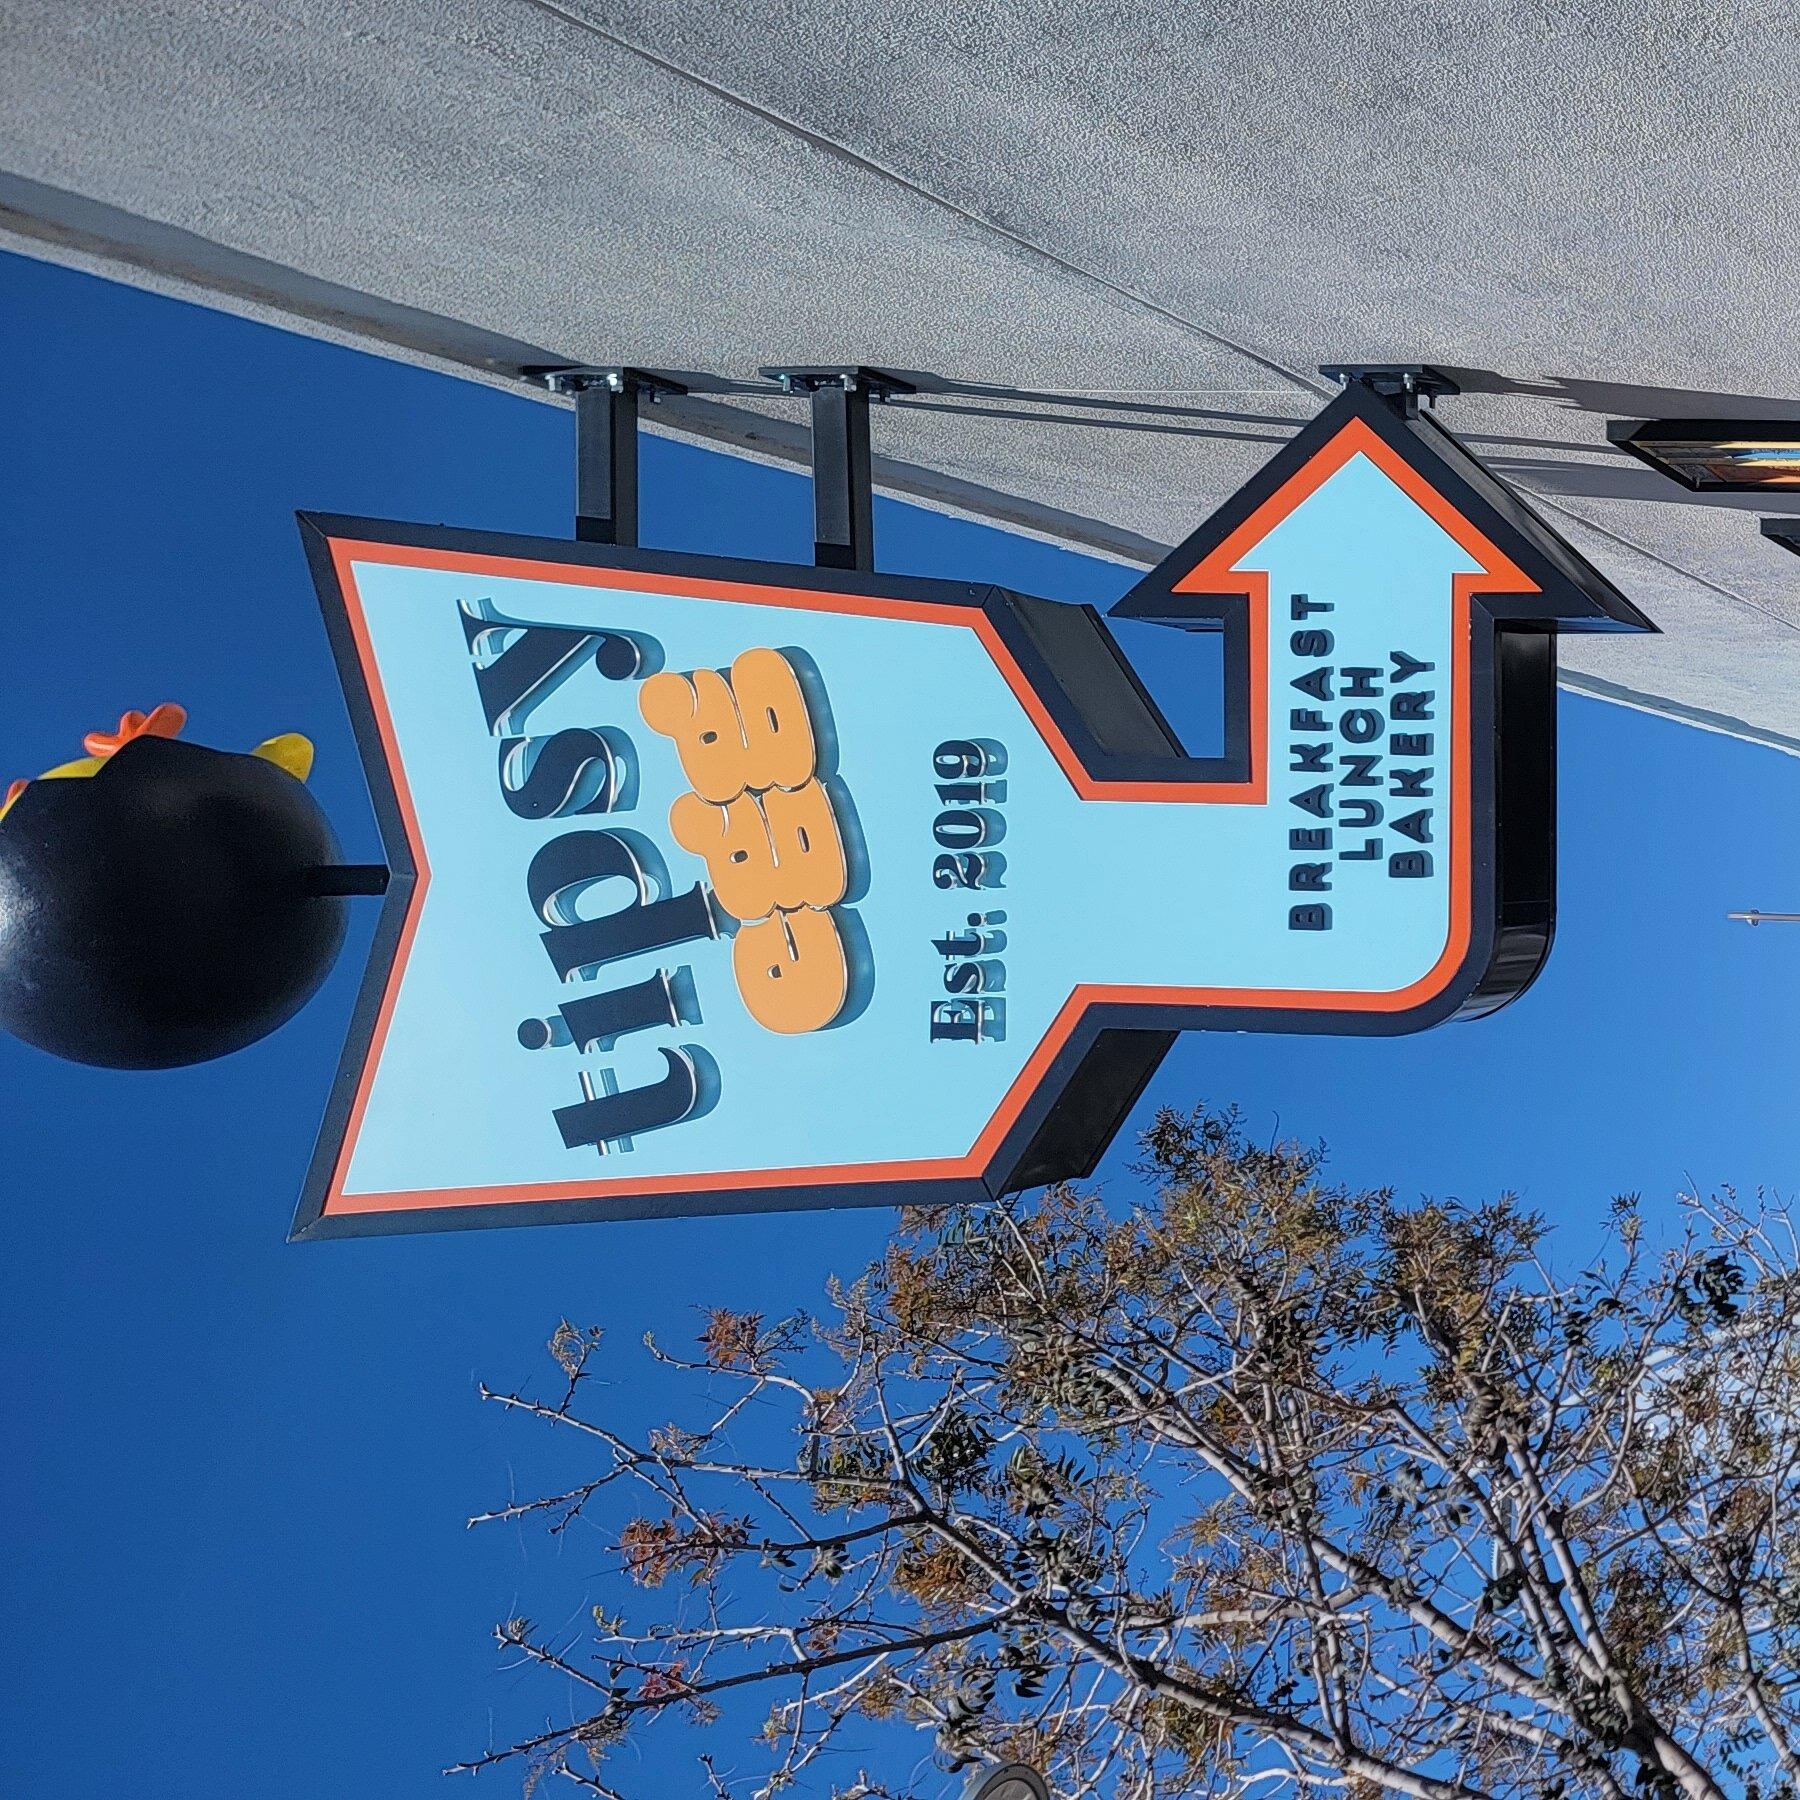 tipsy
egg
Est. 2019
BREAKFAST
LUNCH
BAKERY